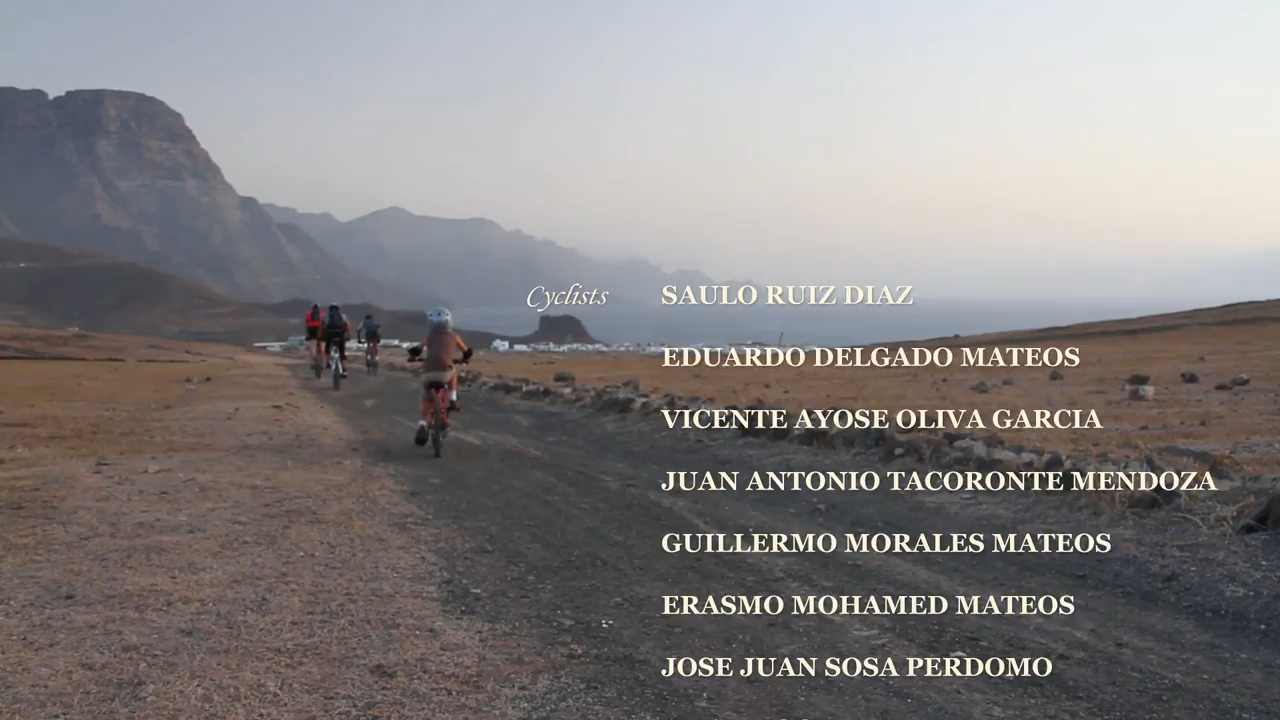 Cyclists SAULO RUIZ DIAZ
EDUARDO DELGADO MATEOS
VICENTE AYOSE OLIVA GARCIA
JUAN ANTONIO TACORONTE MENDOZA
GUILLERMO MORALES MATEOS
ERASMO MOHAMED MATEOS
JOSE JUAN SOSA PERDOMO